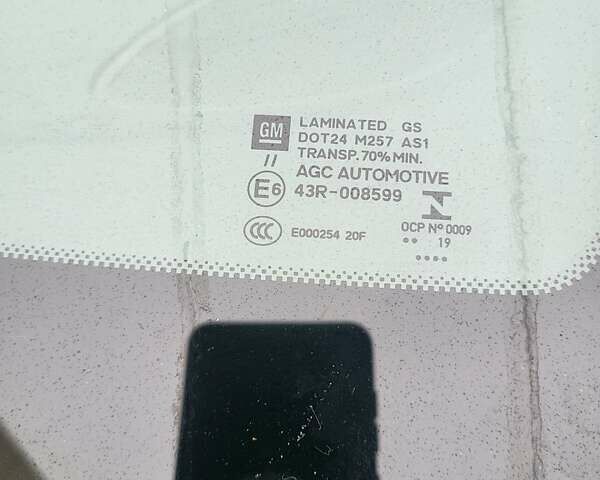 GM
LAMINATED GS
DOT24 M257 AS1
TRANSP. 70% MIN.
//
AGC AUTOMOTIVE
E6
43R-008599
CCC
E000254 20F
OCP Nº 0009
19